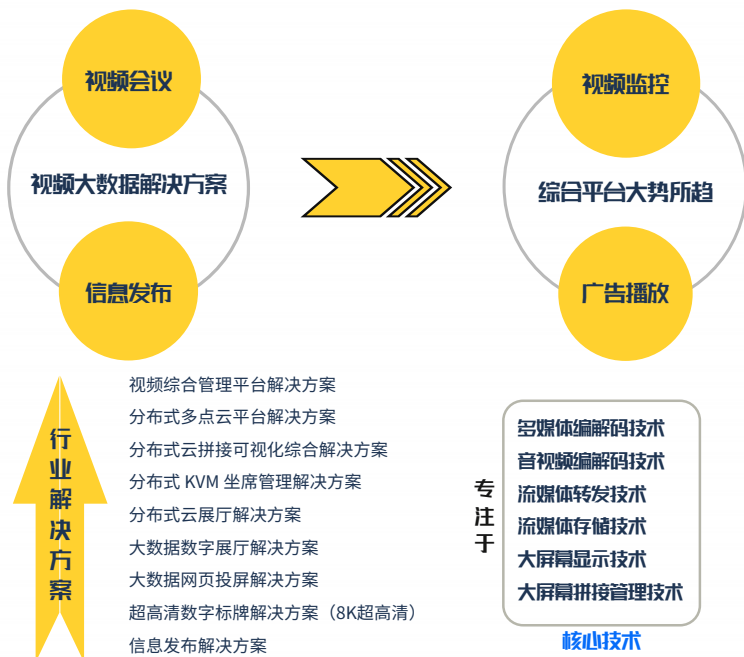 视频会议
视频大数据解决方案
信息发布
视频监控
综合平台大势所趋
广告播放
行业解决方案
视频综合管理平台解决方案
分布式多点云平台解决方案
分布式云拼接可视化综合解决方案
分布式 KVM 坐席管理解决方案
分布式云展厅解决方案
大数据数字展厅解决方案
大数据网页投屏解决方案
超高清数字标牌解决方案（8K超高清）
信息发布解决方案
专注于
多媒体编解码技术
音视频编解码技术
流媒体转发技术
流媒体存储技术
大屏幕显示技术
大屏幕拼接管理技术
核心技术